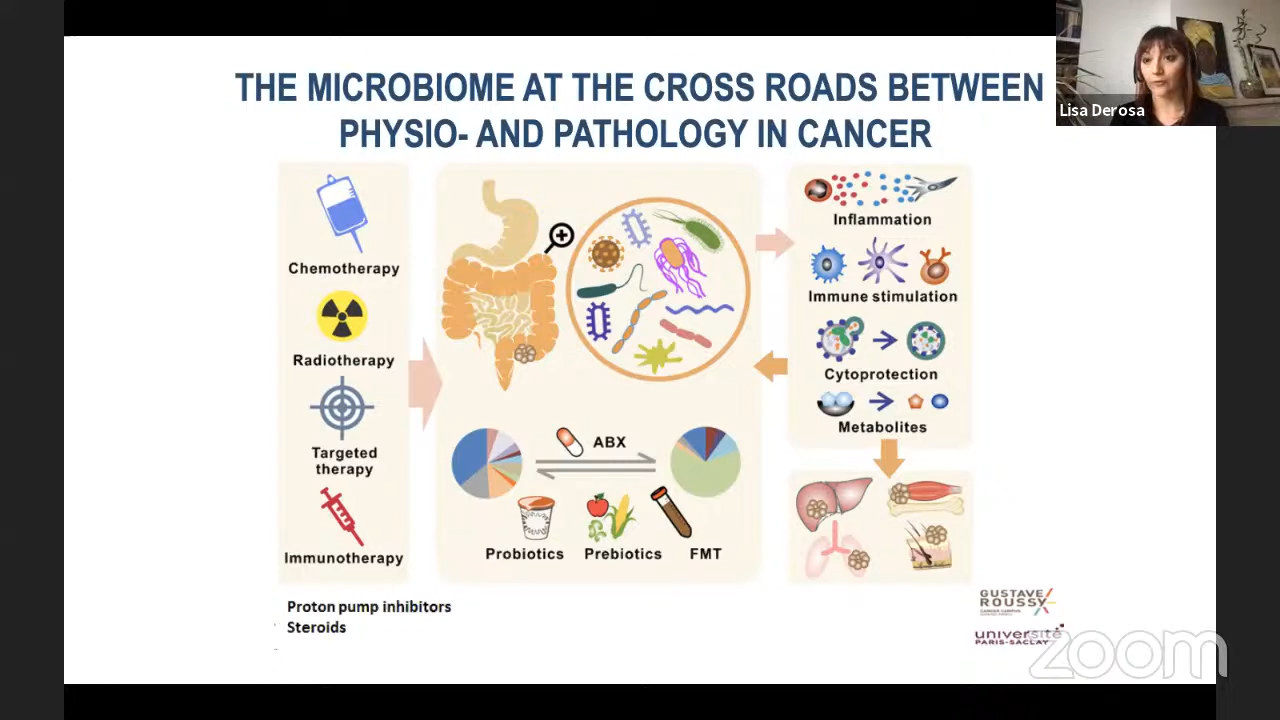 THE MICROBIOME AT THE CROSS ROADS BETWEEN
PHYSIO- AND PATHOLOGY IN CANCER
Lisa Derosa
Chemotherapy
Radiotherapy
Targeted
therapy
Immunotherapy
ABX
Probiotics
Prebiotics
FMT
Inflammation
Immune stimulation
Cytoprotection
Metabolites
Proton pump inhibitors
Steroids
GUSTAVE
ROUSSY
université
PARIS-SACLAY
zoom